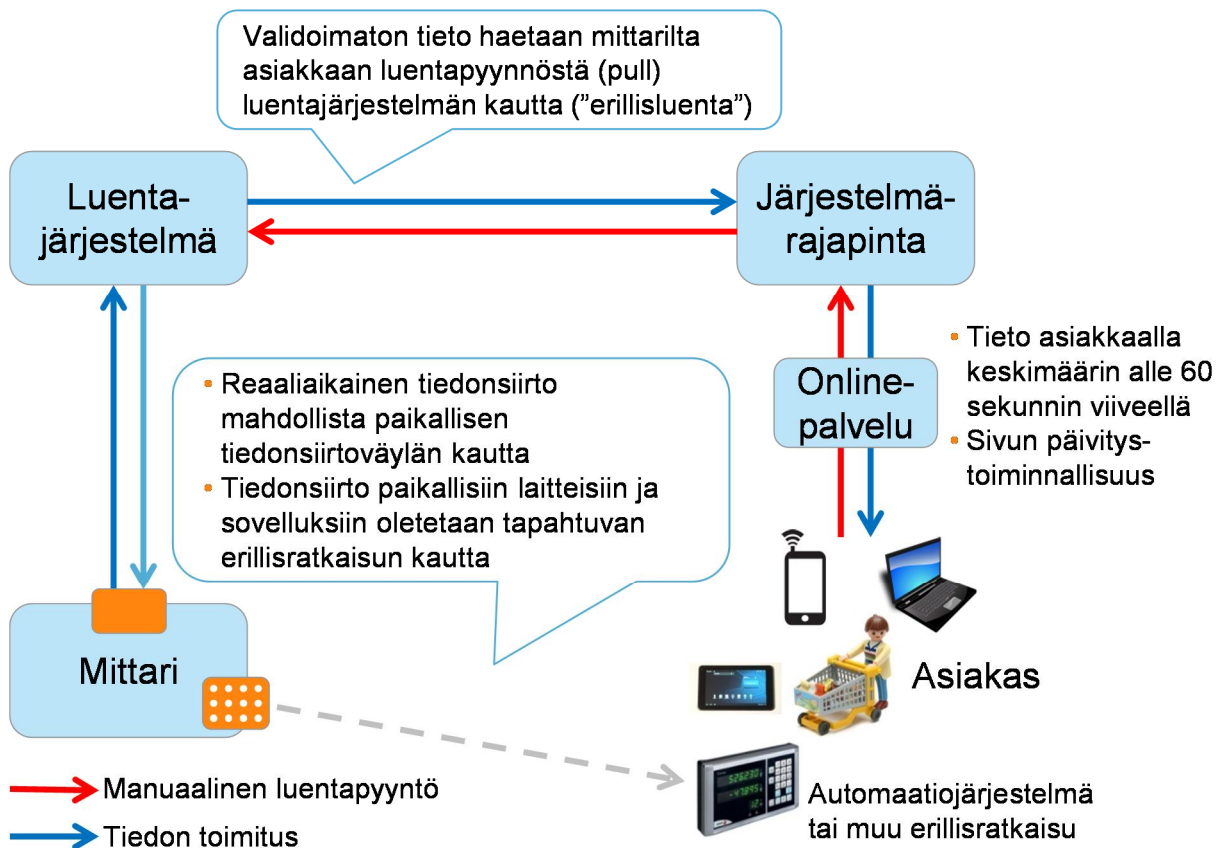 Validoimaton tieto haetaan mittarilta
asiakkaan luentapyynnöstä (pull)
luentajärjestelmän kautta (”erillisluenta”)
Luenta-
järjestelmä
Järjestelmä-
rajapinta
Reaaliaikainen tiedonsiirto
mahdollista paikallisen
tiedonsiirtoväylän kautta
Tiedonsiirto paikallisiin laitteisiin ja
sovelluksiin oletetaan tapahtuvan
erillisratkaisun kautta
Online-
palvelu
Tieto asiakkaalla
keskimäärin alle 60
sekunnin viiveellä
Sivun päivitys-
toiminnallisuus
Mittari
Asiakas
Manuaalinen luentapyyntö
Tiedon toimitus
Automaatiojärjestelmä
tai muu erillisratkaisu